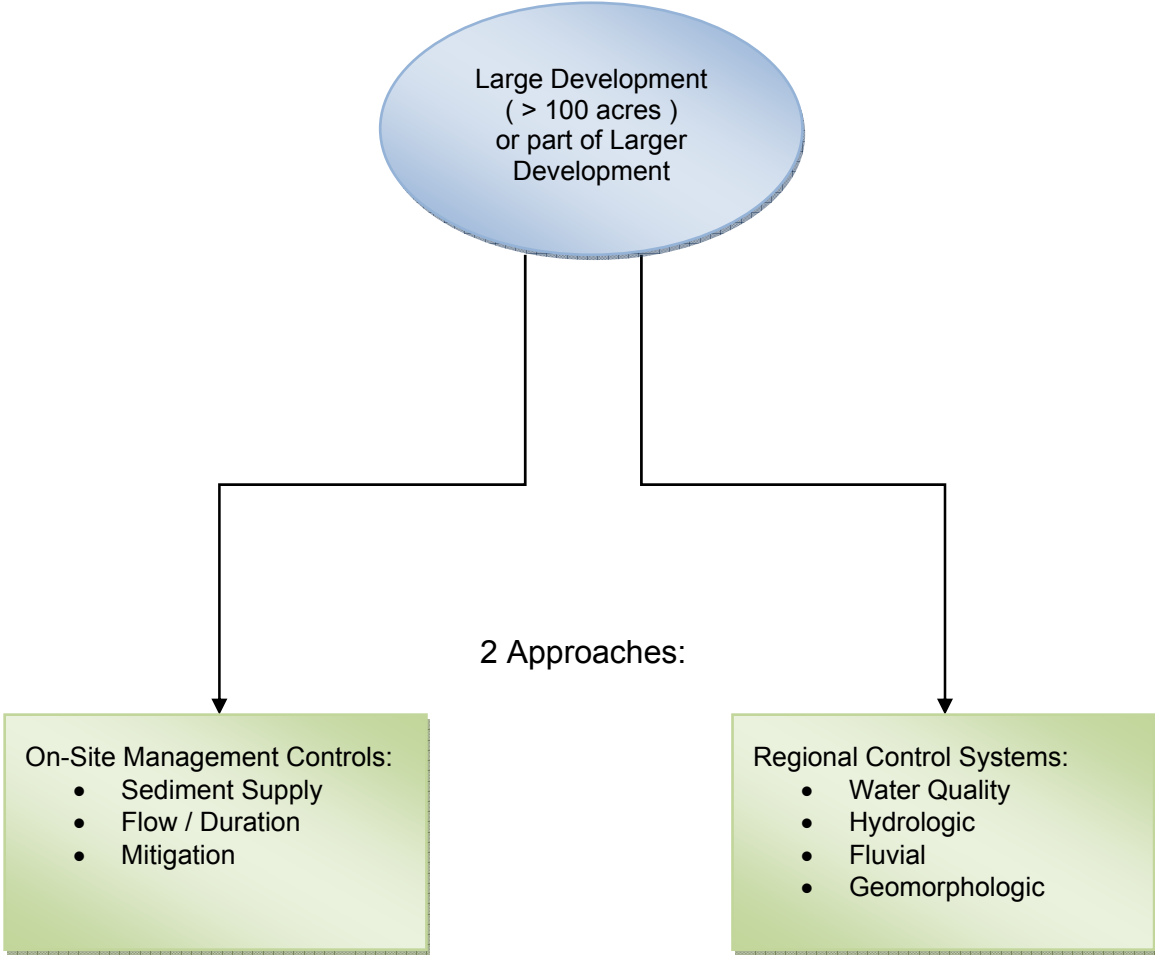 Large Development
( > 100 acres )
or part of Larger
Development
2 Approaches:
On-Site Management Controls:
• Sediment Supply
• Flow / Duration
• Mitigation
Regional Control Systems:
• Water Quality
• Hydrologic
• Fluvial
• Geomorphologic